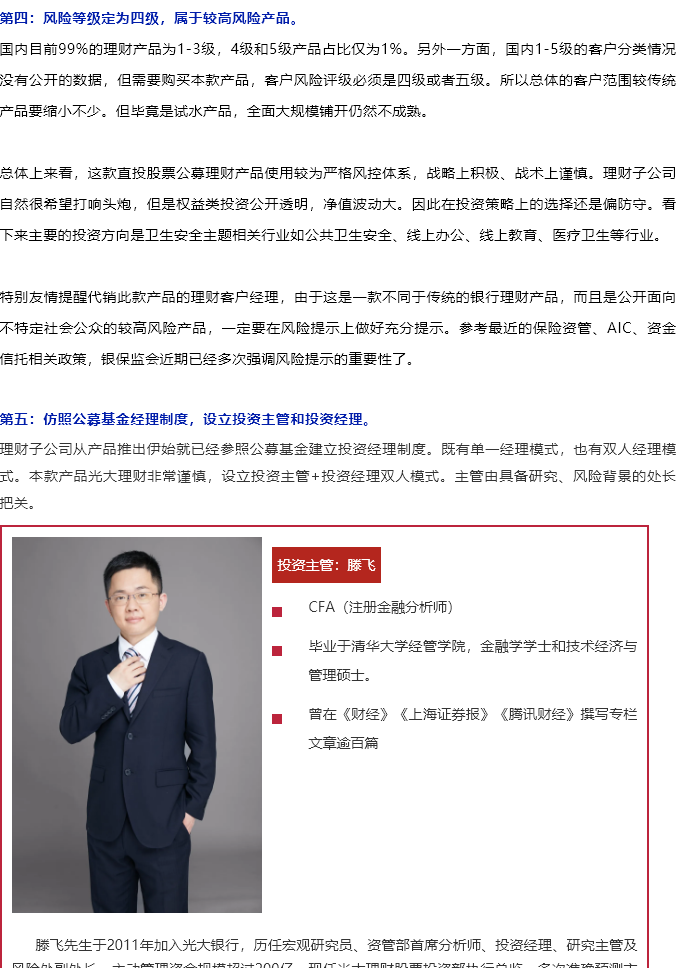 第四：风险等级定为四级，属于较高风险产品。
国内目前99%的理财产品为1-3级，4级和5级产品占比仅为1%。另外一方面，国内1-5级的客户分类情况
没有公开的数据，但需要购买本款产品，客户风险评级必须是四级或者五级。所以总体的客户范围较传统
产品要缩小不少。但毕竟是试水产品，全面大规模铺开仍然不成熟。
总体上来看，这款直投股票公募理财产品使用较为严格风控体系，战略上积极、战术上谨慎。理财子公司
自然很希望打响头炮，但是权益类投资公开透明，净值波动大。因此在投资策略上的选择还是偏防守。看
下来主要的投资方向是卫生安全主题相关行业如公共卫生安全、线上办公、线上教育、医疗卫生等行业。
特别友情提醒代销此款产品的理财客户经理，由于这是一款不同于传统的银行理财产品，而且是公开面向
不特定社会公众的较高风险产品，一定要在风险提示上做好充分提示。参考最近的保险资管、AIC、资金
信托相关政策，银保监会近期已经多次强调风险提示的重要性了。
第五：仿照公募基金经理制度，设立投资主管和投资经理。
理财子公司从产品推出伊始就已经参照公募基金建立投资经理制度。既有单一经理模式，也有双人经理模
式。本款产品光大理财非常谨慎，设立投资主管+投资经理双人模式。主管由具备研究、风险背景的处长
把关。
投资主管：滕飞
CFA（注册金融分析师）
毕业于清华大学经管学院，金融学学士和技术经济与
管理硕士。
曾在《财经》《上海证券报》《腾讯财经》撰写专栏
文章逾百篇
滕飞先生于2011年加入光大银行，历任宏观研究员、资管部首席分析师、投资经理、研究主管及